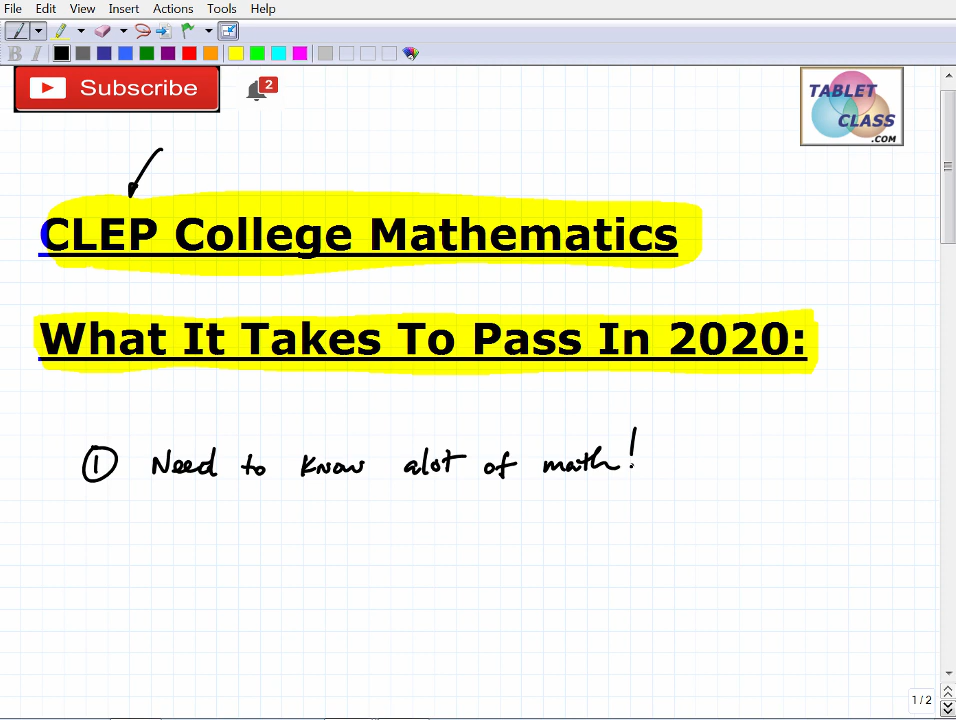 File Edit View Insert Actions Tools Help
B I
Subscribe 2
TABLET
CLASS
.COM
CLEP College Mathematics
What It Takes To Pass In 2020:
① Need to know alot of math!
1 / 2